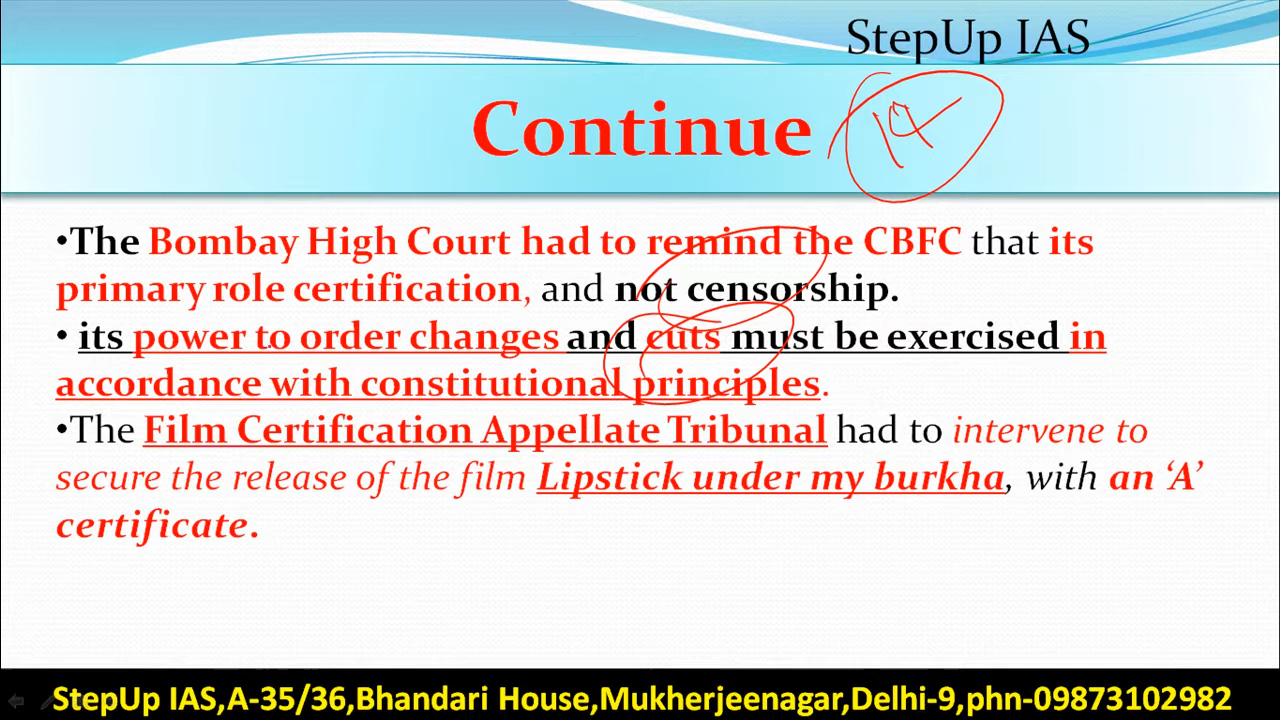 StepUp IAS
Continue
•The Bombay High Court had to remind the CBFC that its
primary role certification, and not censorship.
• its power to order changes and cuts must be exercised in
accordance with constitutional principles.
•The Film Certification Appellate Tribunal had to intervene to
secure the release of the film Lipstick under my burkha, with an ‘A’
certificate.
StepUp IAS,A-35/36,Bhandari House,Mukherjeenagar,Delhi-9,phn-09873102982